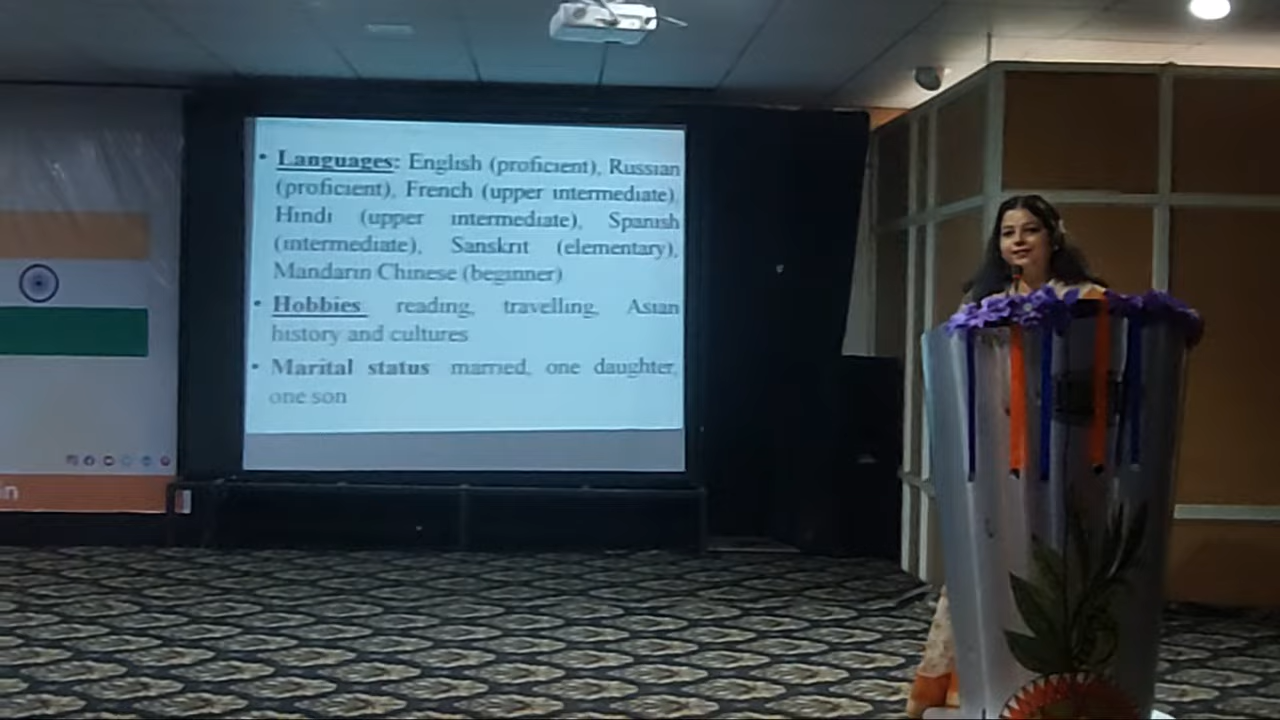 • Languages: English (proficient), Russian
(proficient), French (upper intermediate),
Hindi (upper intermediate), Spanish
(intermediate), Sanskrit (elementary),
Mandarin Chinese (beginner)
• Hobbies reading, travelling, Asian
history and cultures
• Marital status married, one daughter,
one son
in